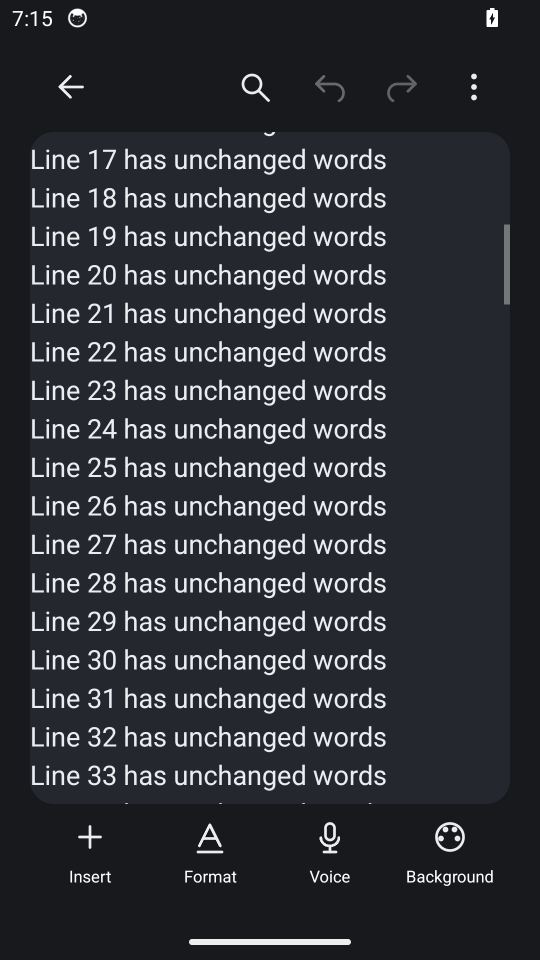 7:15
Line 17 has unchanged words
Line 18 has unchanged words
Line 19 has unchanged words
Line 20 has unchanged words
Line 21 has unchanged words
Line 22 has unchanged words
Line 23 has unchanged words
Line 24 has unchanged words
Line 25 has unchanged words
Line 26 has unchanged words
Line 27 has unchanged words
Line 28 has unchanged words
Line 29 has unchanged words
Line 30 has unchanged words
Line 31 has unchanged words
Line 32 has unchanged words
Line 33 has unchanged words
Insert Format Voice Background